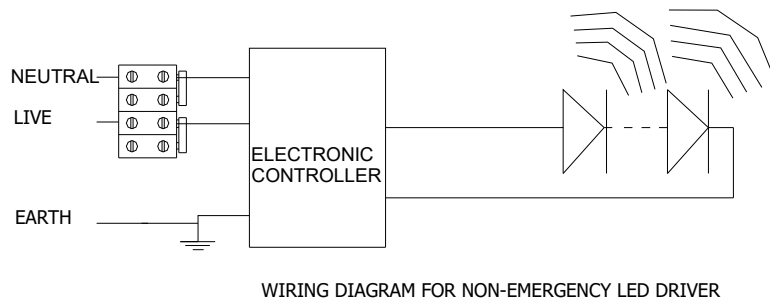 NEUTRAL
LIVE
ELECTRONIC
CONTROLLER
EARTH
WIRING DIAGRAM FOR NON-EMERGENCY LED DRIVER